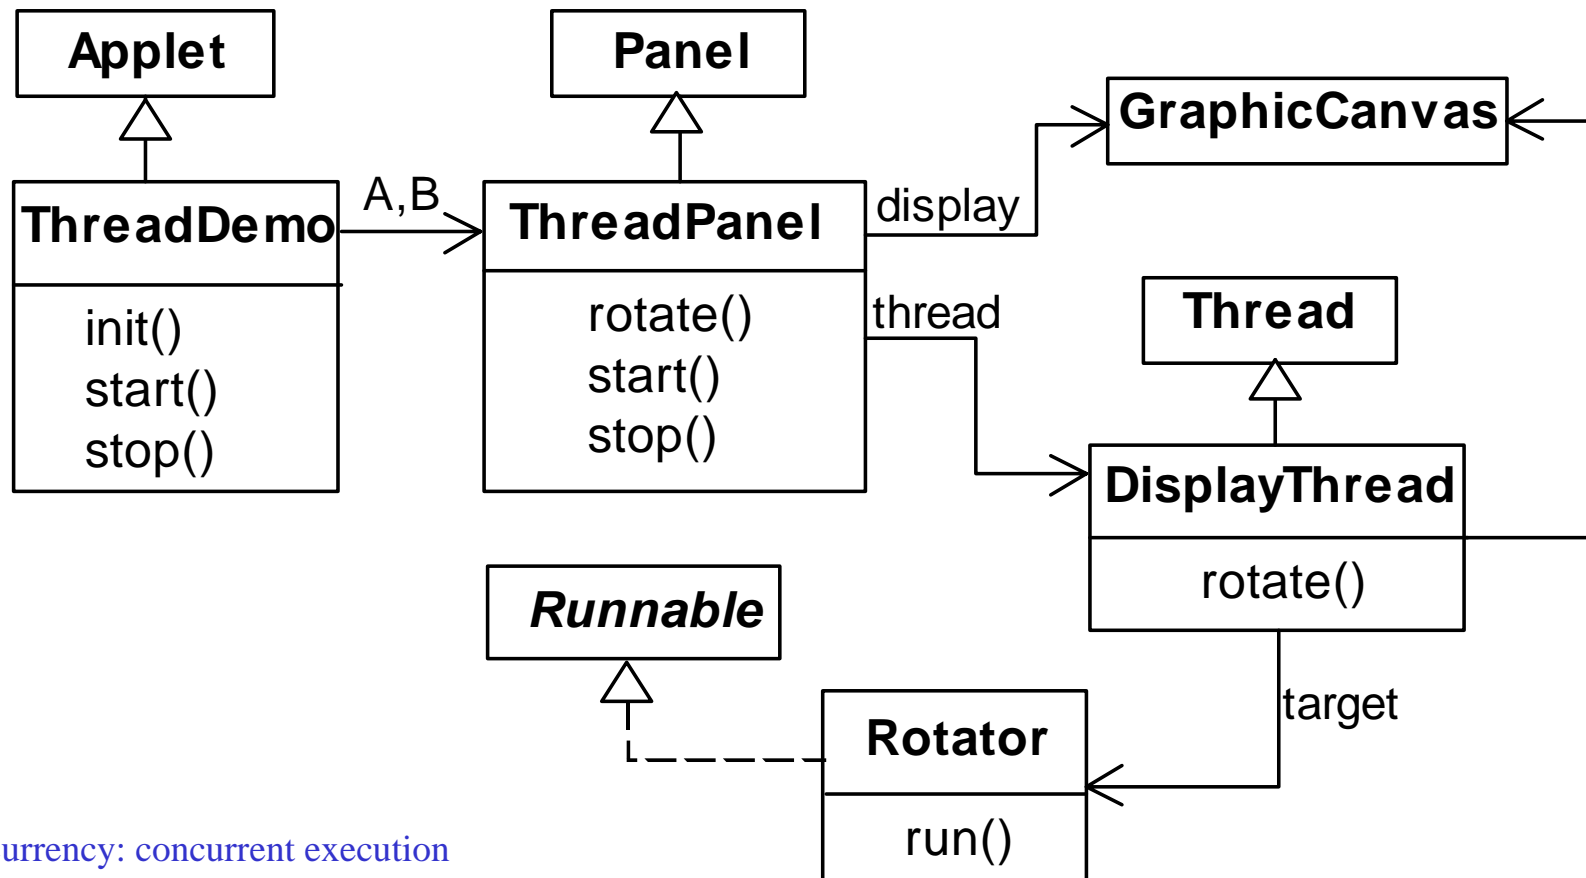 Applet
Panel
GraphicCanvas
ThreadDemo
A,B
ThreadPanel
display
init()
start()
stop()
rotate()
start()
stop()
thread
Thread
DisplayThread
rotate()
Runnable
target
Rotator
run()
urrency: concurrent execution